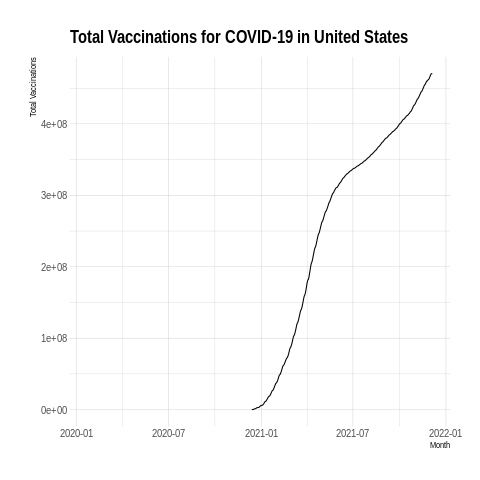 Total Vaccinations for COVID-19 in United States
Total Vaccinations
4e+08
3e+08
2e+08
1e+08
0e+00
2020-01 2020-07 2021-01 2021-07 2022-01
Month